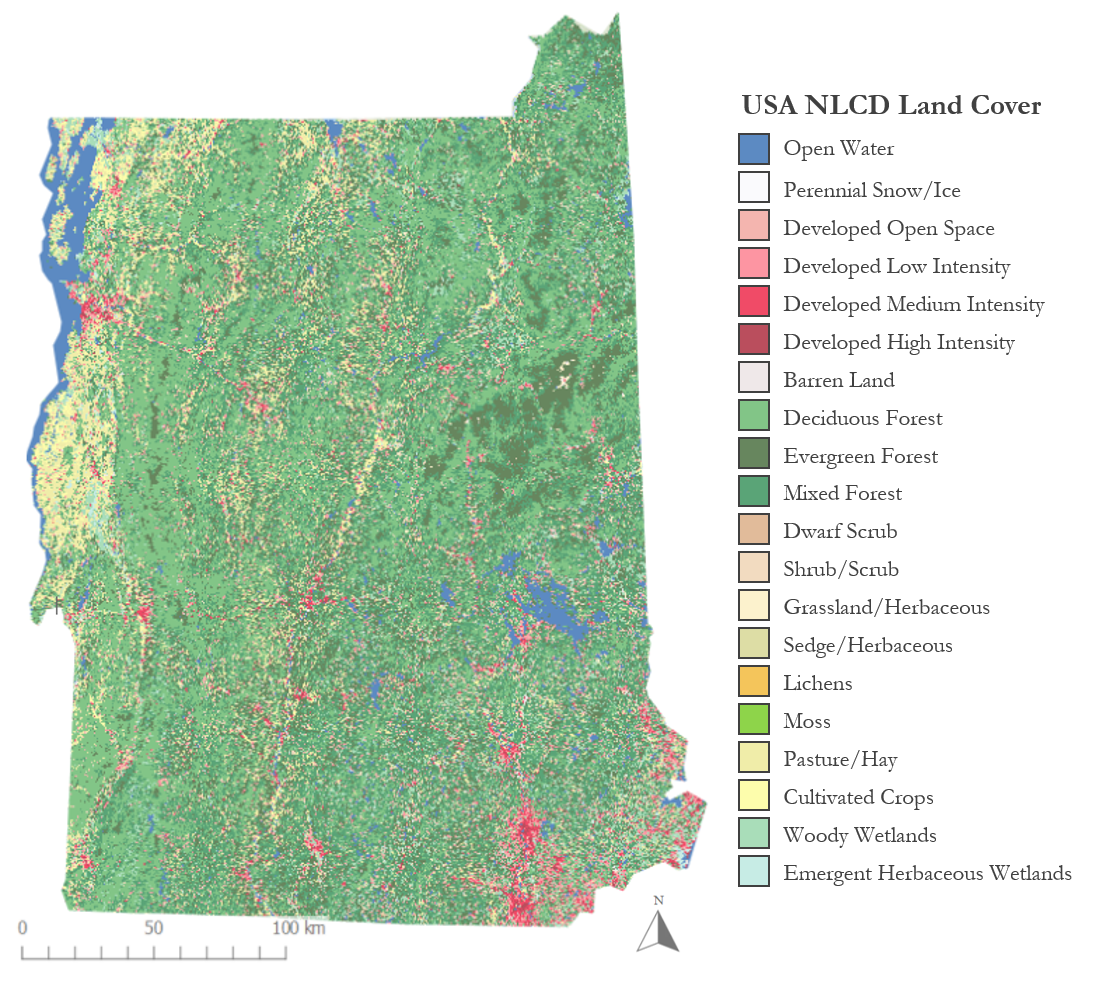 USA NLCD Land Cover
Open Water
Perennial Snow/Ice
Developed Open Space
Developed Low Intensity
Developed Medium Intensity
Developed High Intensity
Barren Land
Deciduous Forest
Evergreen Forest
Mixed Forest
Dwarf Scrub
Shrub/Scrub
Grassland/Herbaceous
Sedge/Herbaceous
Lichens
Moss
Pasture/Hay
Cultivated Crops
Woody Wetlands
Emergent Herbaceous Wetlands
N
0 50 100 km